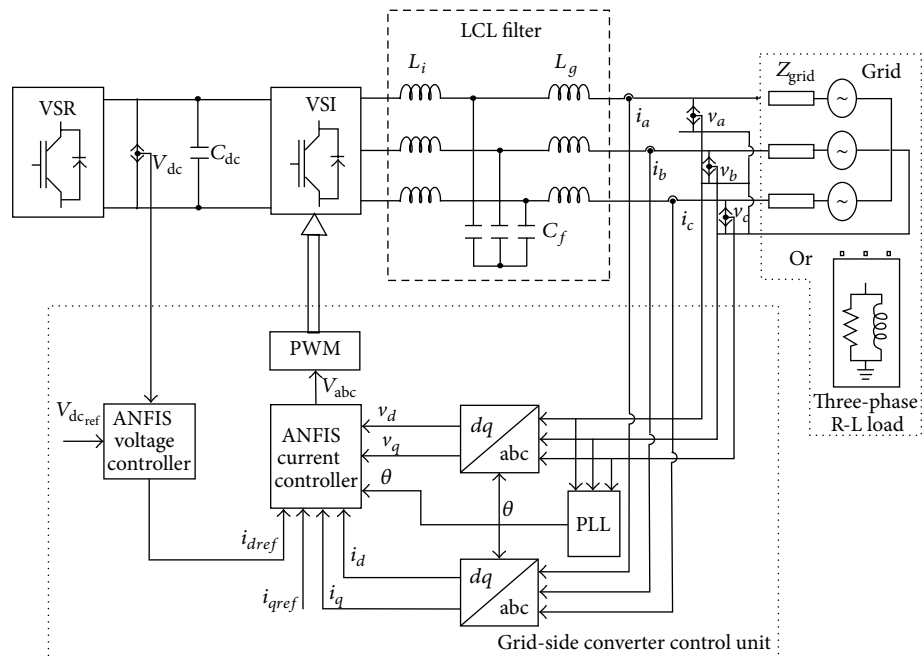 LCL filter
L_i
L_g
Z_grid
Grid
VSR
V_dc
C_dc
VSI
i_a
v_a
~
i_b
v_b
~
i_c
v_c
~
C_f
Or
PWM
V_abc
Three-phase
R-L load
V_dc_ref
ANFIS
voltage
controller
ANFIS
current
controller
v_d
v_q
θ
dq
abc
θ
PLL
i_dref
i_d
i_qref
i_q
dq
abc
Grid-side converter control unit